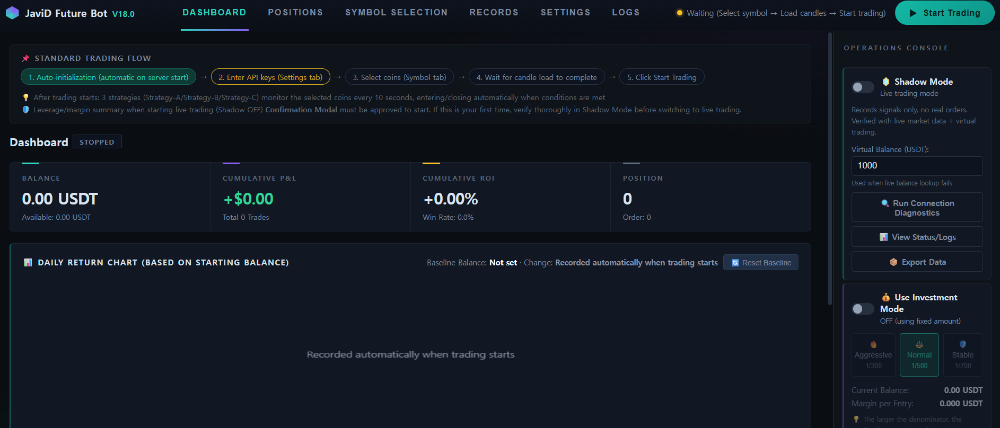 JaviD Future Bot V18.0 -
DASHBOARD POSITIONS SYMBOL SELECTION RECORDS SETTINGS LOGS
Waiting (Select symbol → Load candles → Start trading)
Start Trading
STANDARD TRADING FLOW
1. Auto-initialization (automatic on server start) → 2. Enter API keys (Settings tab) → 3. Select coins (Symbol tab) → 4. Wait for candle load to complete → 5. Click Start Trading
After trading starts: 3 strategies (Strategy-A/Strategy-B/Strategy-C) monitor the selected coins every 10 seconds, entering/closing automatically when conditions are met
Leverage/margin summary when starting live trading (Shadow OFF) Confirmation Modal must be approved to start. If this is your first time, verify thoroughly in Shadow Mode before switching to live trading.
Dashboard STOPPED
BALANCE
0.00 USDT
Available: 0.00 USDT
CUMULATIVE P&L
+$0.00
Total 0 Trades
CUMULATIVE ROI
+0.00%
Win Rate: 0.0%
POSITION
0
Order: 0
DAILY RETURN CHART (BASED ON STARTING BALANCE)
Baseline Balance: Not set · Change: Recorded automatically when trading starts
Reset Baseline
Recorded automatically when trading starts
OPERATIONS CONSOLE
Shadow Mode
Live trading mode
Records signals only, no real orders.
Verified with live market data + virtual
trading.
Virtual Balance (USDT):
1000
Used when live balance lookup fails
Run Connection
Diagnostics
View Status/Logs
Export Data
Use Investment
Mode
OFF (using fixed amount)
Aggressive
1/300
Normal
1/500
Stable
1/700
Current Balance: 0.00 USDT
Margin per Entry: 0.000 USDT
The larger the denominator, the